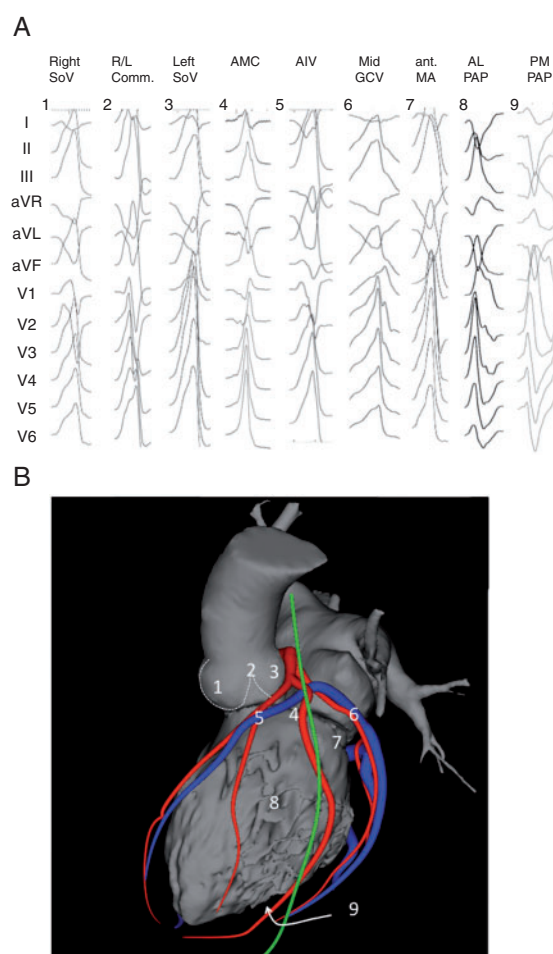 A
Right R/L Left AMC AIV Mid ant. AL PM
SoV Comm. SoV GCV MA PAP PAP
1 2 3 4 5 6 7 8 9
I
II
III
aVR
aVL
aVF
V1
V2
V3
V4
V5
V6
B
1 2 3
5 4 6
7
8
9